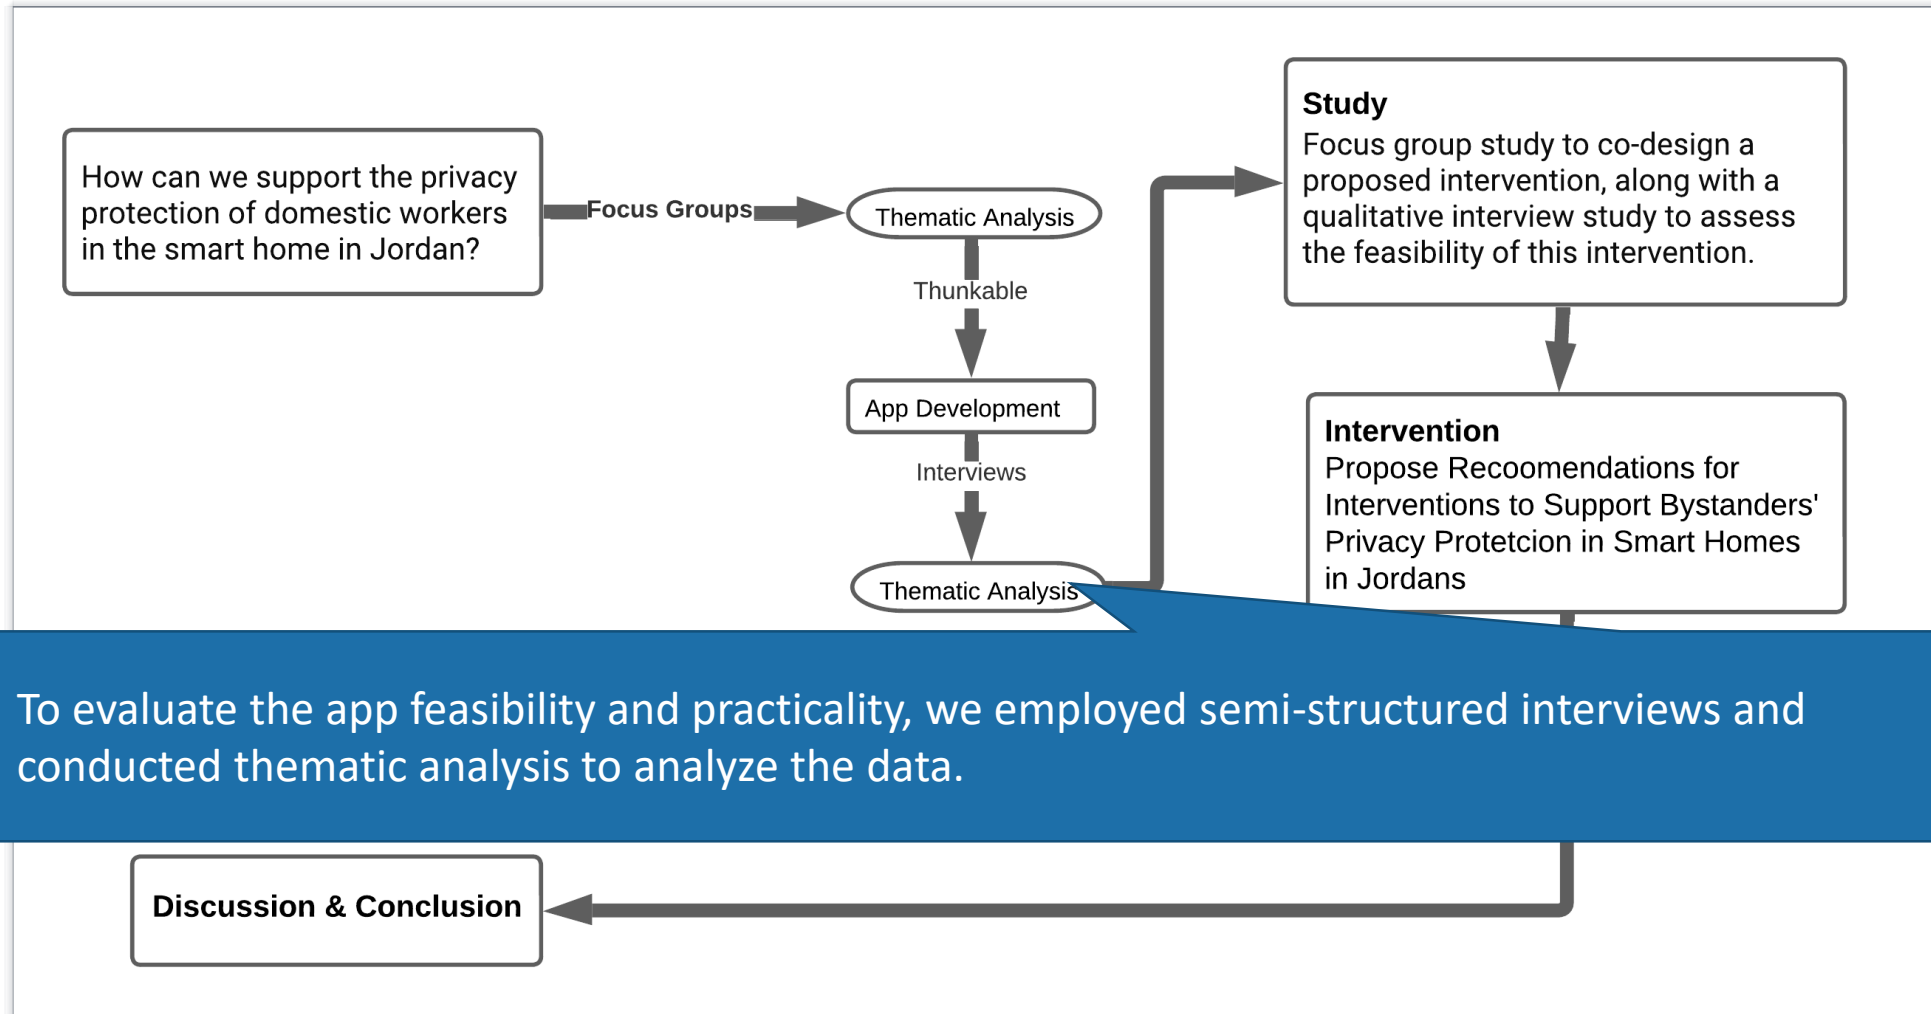 How can we support the privacy
protection of domestic workers
in the smart home in Jordan?
Focus Groups
Thematic Analysis
Thunkable
App Development
Interviews
Thematic Analysis
Study
Focus group study to co-design a
proposed intervention, along with a
qualitative interview study to assess
the feasibility of this intervention.
Intervention
Propose Recoomendations for
Interventions to Support Bystanders'
Privacy Protetcion in Smart Homes
in Jordans
To evaluate the app feasibility and practicality, we employed semi-structured interviews and
conducted thematic analysis to analyze the data.
Discussion & Conclusion